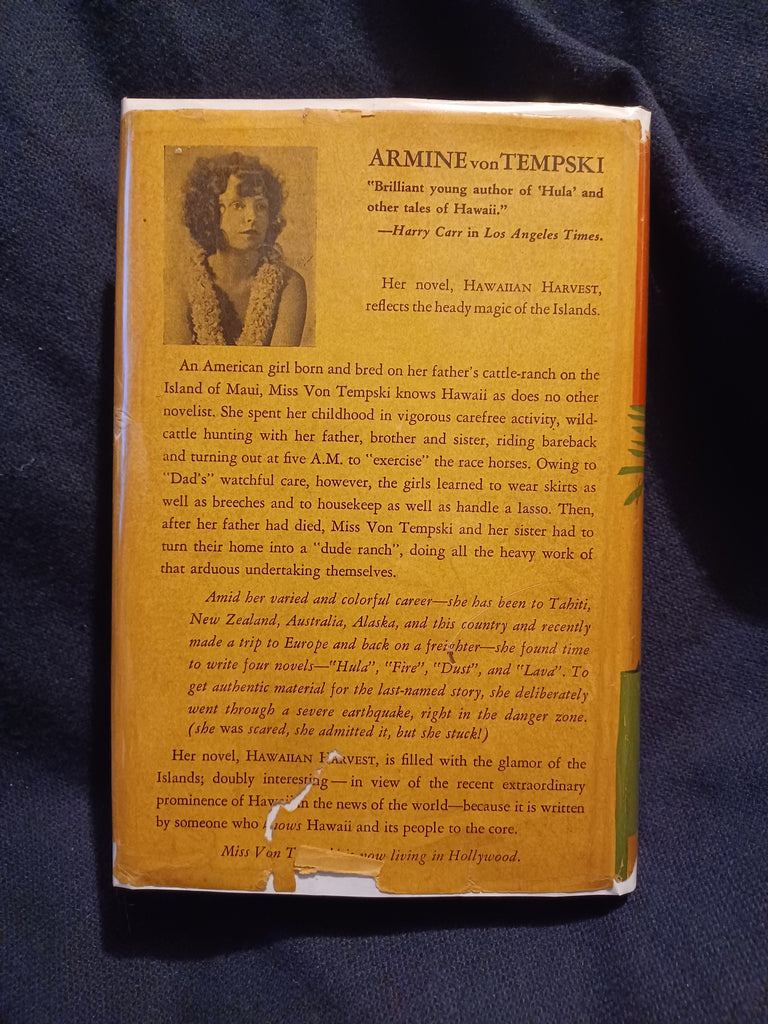 ARMINE von TEMPSKI
"Brilliant young author of 'Hula' and
other tales of Hawaii."
—Harry Carr in Los Angeles Times.
Her novel, HAWAIIAN HARVEST,
reflects the heady magic of the Islands.
An American girl born and bred on her father's cattle-ranch on the
Island of Maui, Miss Von Tempski knows Hawaii as does no other
novelist. She spent her childhood in vigorous carefree activity, wild-
cattle hunting with her father, brother and sister, riding bareback
and turning out at five A.M. to "exercise" the race horses. Owing to
"Dad's" watchful care, however, the girls learned to wear skirts as
well as breeches and to housekeep as well as handle a lasso. Then,
after her father had died, Miss Von Tempski and her sister had to
turn their home into a "dude ranch", doing all the heavy work of
that arduous undertaking themselves.
Amid her varied and colorful career—she has been to Tahiti,
New Zealand, Australia, Alaska, and this country and recently
made a trip to Europe and back on a freighter—she found time
to write four novels—"Hula", "Fire", "Dust", and "Lava". To
get authentic material for the last-named story, she deliberately
went through a severe earthquake, right in the danger zone.
(she was scared, she admitted it, but she stuck!)
Her novel, HAWAIIAN HARVEST, is filled with the glamor of the
Islands; doubly interesting—in view of the recent extraordinary
prominence of in the news of the world—because it is written
by someone who knows Hawaii and its people to the core.
Miss Von now living in Hollywood.